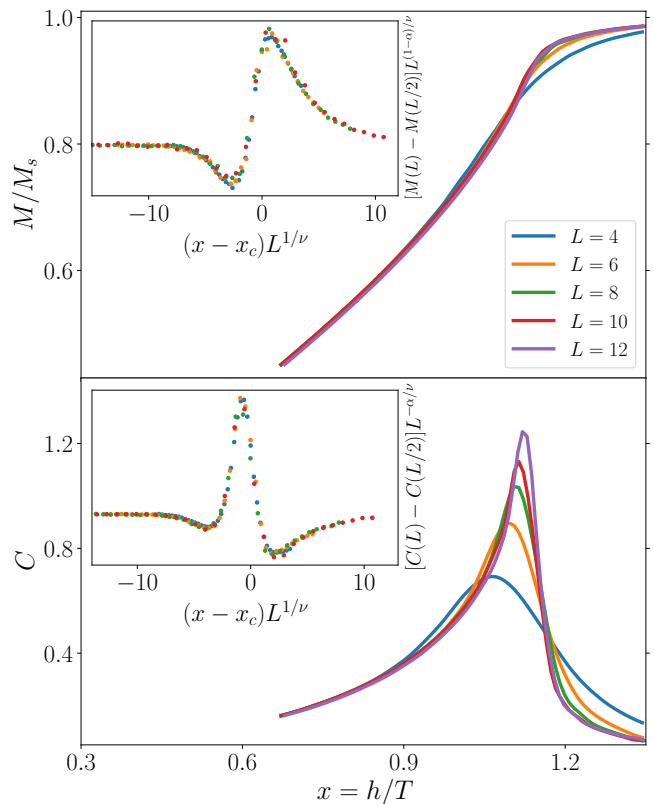 1.0
0.8
0.6
M/M_s
−10 0 10
(x − x_c)L^{1/ν}
[M(L) − M(L/2)]L^{(1−α)/ν}
L = 4
L = 6
L = 8
L = 10
L = 12
1.2
0.8
0.4
C
−10 0 10
(x − x_c)L^{1/ν}
[C(L) − C(L/2)]L^{−α/ν}
0.3 0.6 0.9 1.2
x = h/T